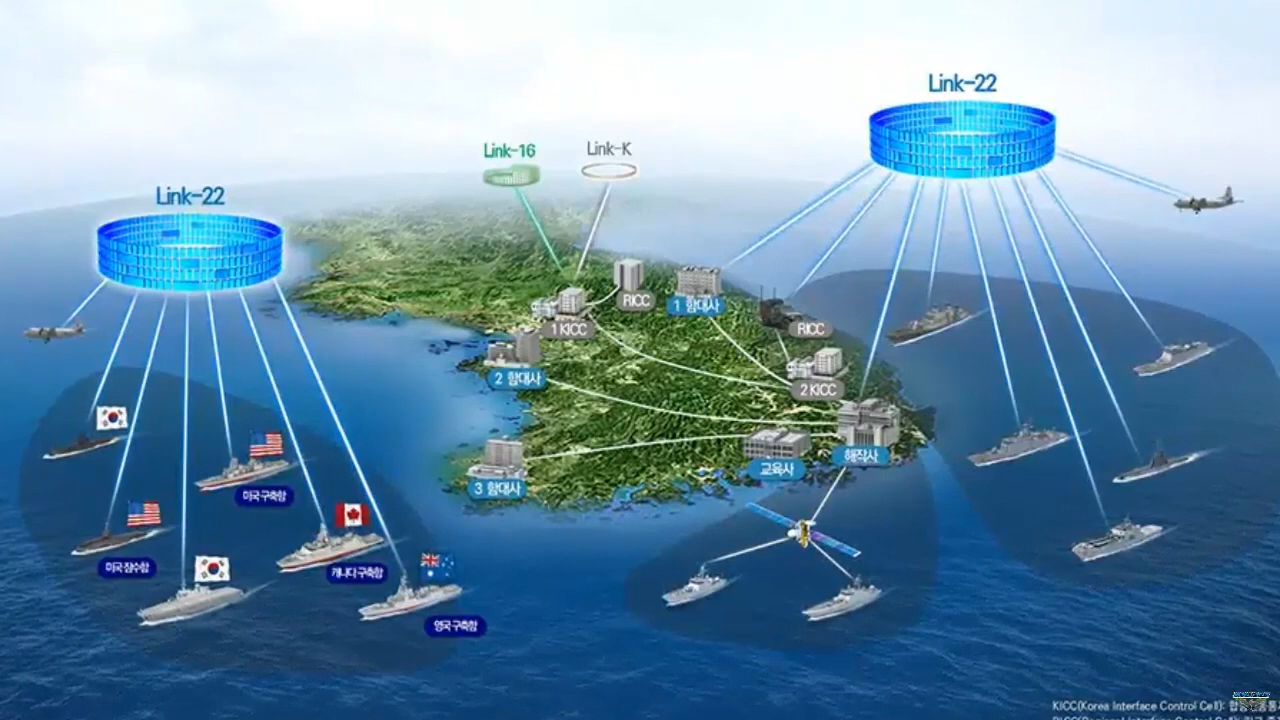 Link-22
Link-16
Link-K
Link-22
RICC
1 함대사
1 KICC
RICC
2 함대사
2 KICC
해작사
교육사
3 함대사
미국 구축함
미국 잠수함
캐나다 구축함
영국 구축함
KICC(Korea Interface Control Cell):